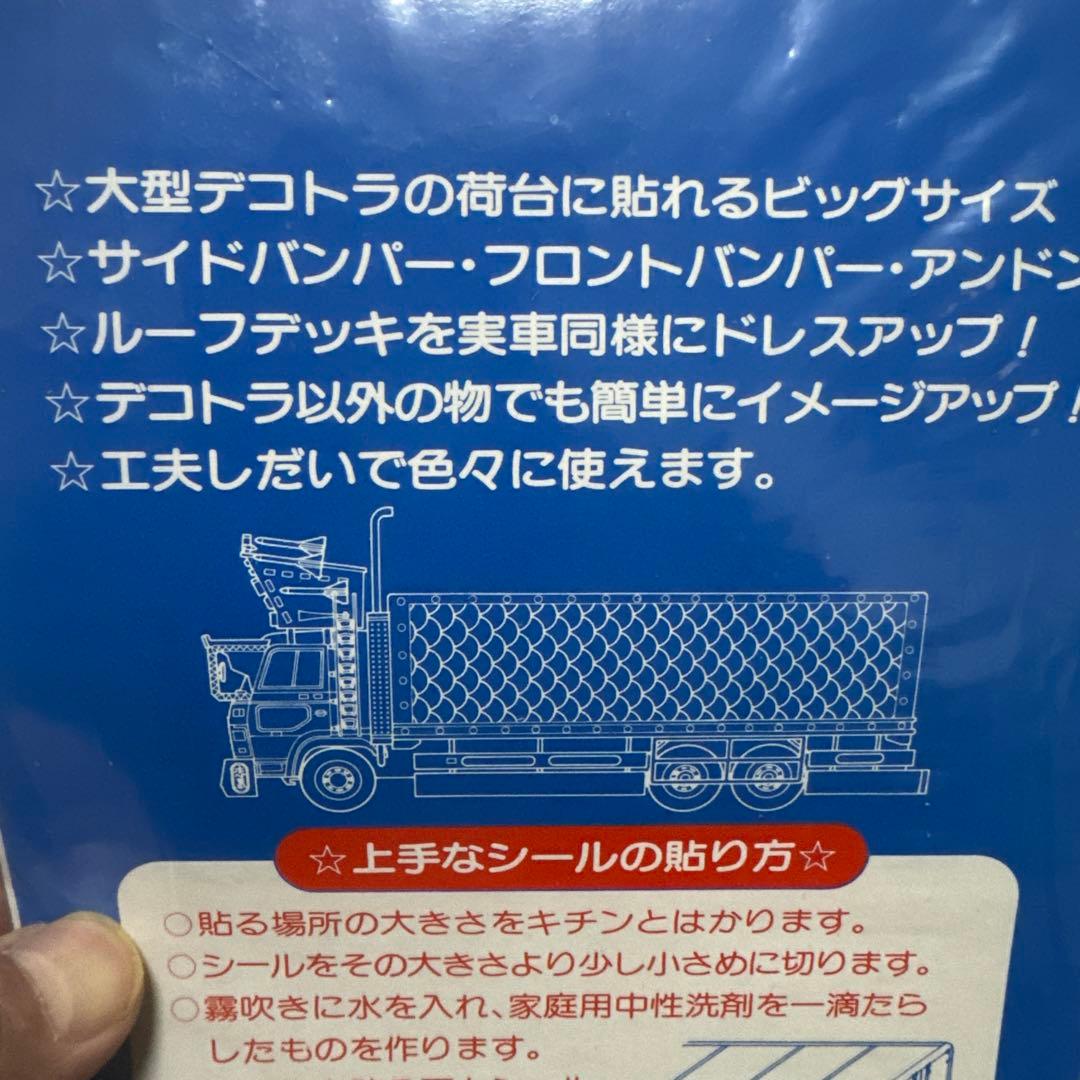 ☆大型デコトラの荷台に貼れるビッグサイズ
☆サイドバンパー・フロントバンパー・アンドン
☆ルーフデッキを実車同様にドレスアップ!
☆デコトラ以外の物でも簡単にイメージアップ!
☆工夫しだいで色々に使えます。
☆上手なシールの貼り方☆
○貼る場所の大きさをキチンとはかります。
○シールをその大きさより少し小さめに切ります。
○霧吹きに水を入れ、家庭用中性洗剤を一滴たら
したものを作ります。